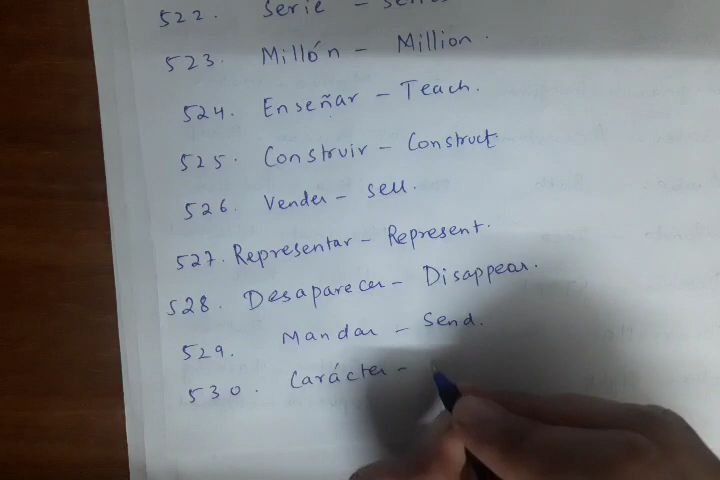 522. Serie - Series
523. Millón - Million.
524. Enseñar - Teach.
525. Construir - Construct
526. Vender - Sell.
527. Representar - Represent.
528. Desaparecer - Disappear.
529. Mandar - Send.
530. Carácter -